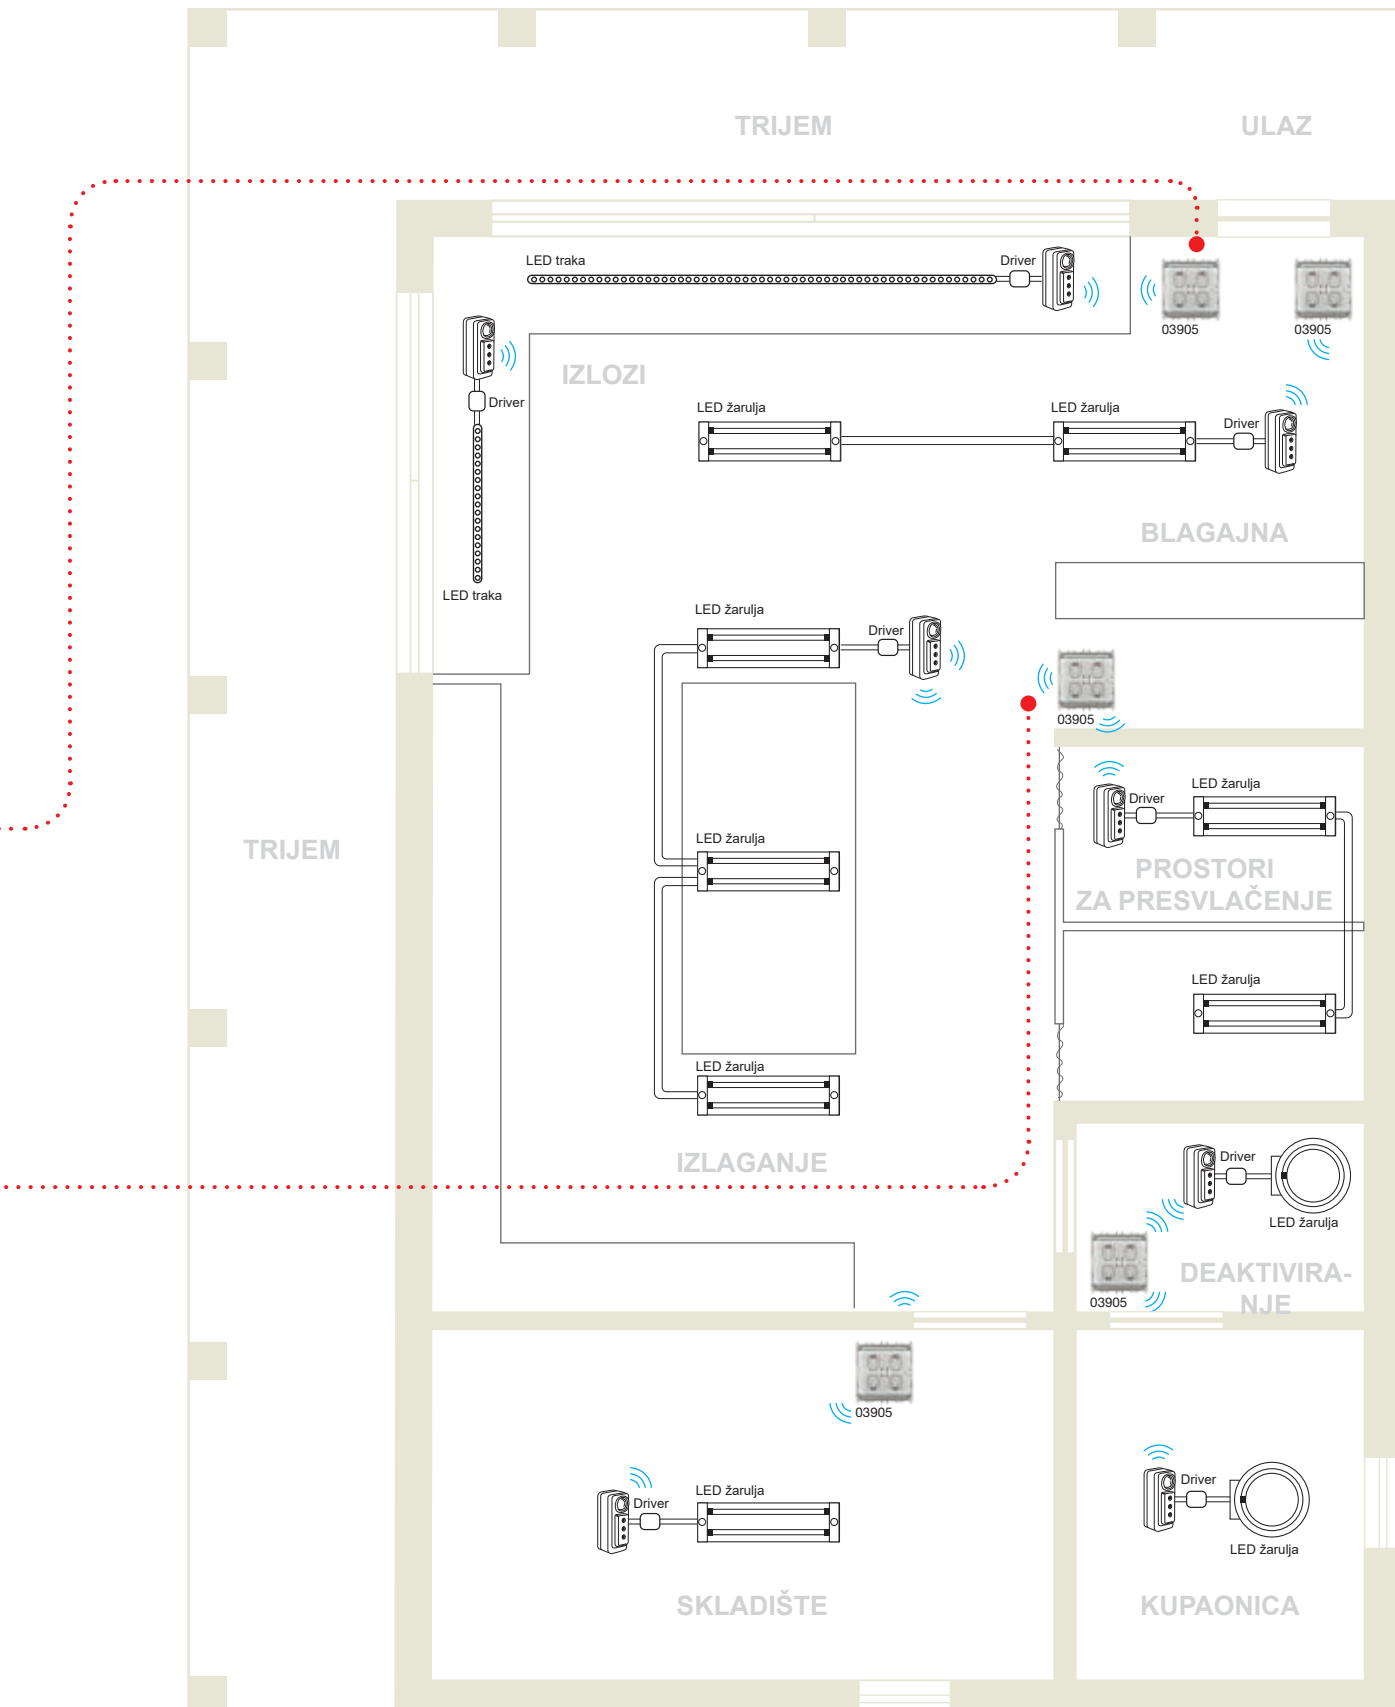 TRIJEM
ULAZ
LED traka
Driver
03905
03905
IZLOZI
Driver
LED žarulja
LED žarulja
Driver
BLAGAJNA
LED traka
LED žarulja
Driver
03905
LED žarulja
Driver
TRIJEM
LED žarulja
PROSTORI
ZA PRESVLAČENJE
LED žarulja
LED žarulja
IZLAGANJE
Driver
LED žarulja
DEAKTIVIRA-
NJE
03905
03905
LED žarulja
Driver
Driver
LED žarulja
SKLADIŠTE
KUPAONICA